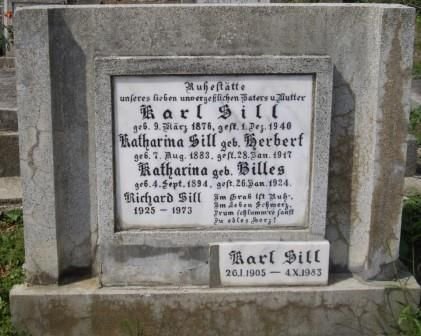 Ruhestätte
unseres lieben unvergeßlichen Vaters u. Mutter
Karl Sill
geb. 9. März 1876, gest. 1. Dez. 1940
Katharina Sill geb. Herbert
geb. 7. Aug. 1883, gest. 28. Jan. 1917
Katharina geb. Billes
geb. 4. Sept. 1894, gest. 26. Jan. 1924
Richard Sill
1925 – 1973
Im Grab ist Ruh',
Im Leben Schmerz,
Drum schlumm're sanft
Du edles Herz!
Karl Sill
26.I.1905 – 4.X.1983